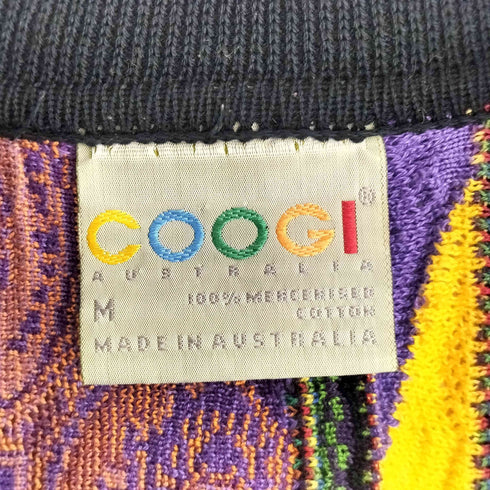 COOGI®
AUSTRALIA
M
100% MERCERISED
COTTON
MADE IN AUSTRALIA